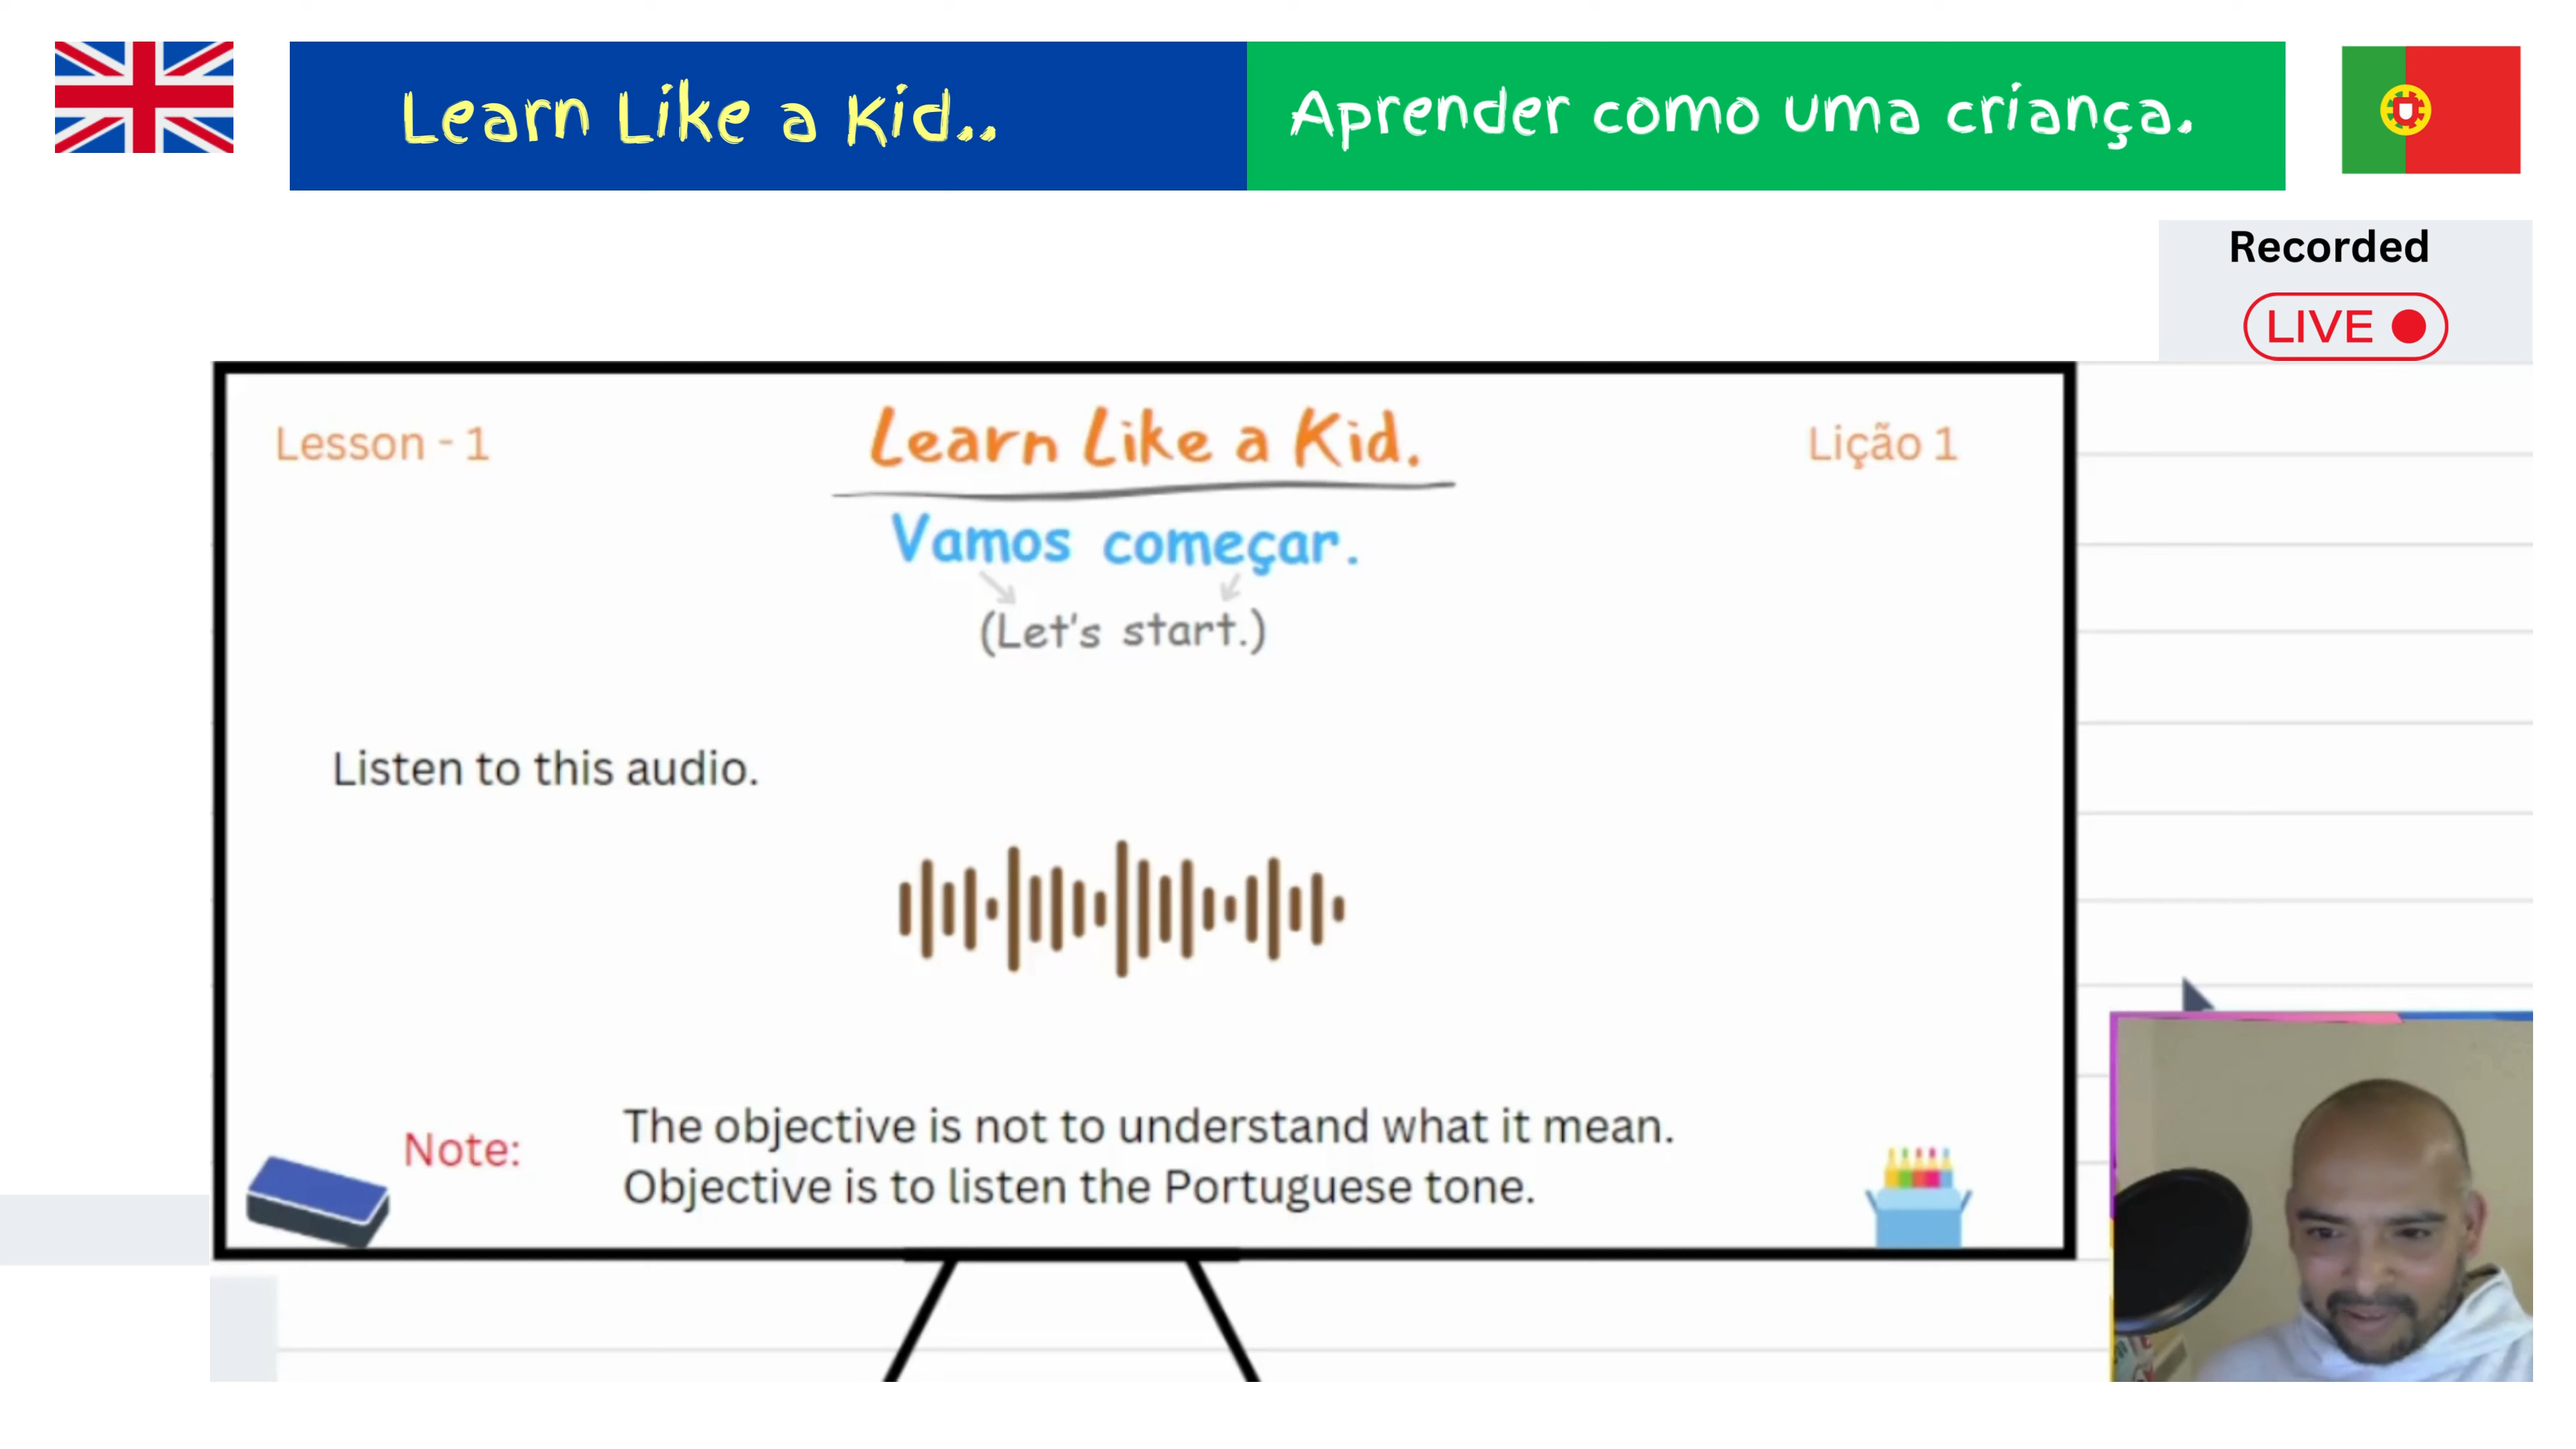 Learn Like a Kid..
Aprender como uma criança.
Recorded
LIVE
Lesson - 1
Learn Like a Kid.
Lição 1
Vamos começar.
(Let's start.)
Listen to this audio.
Note:
The objective is not to understand what it mean.
Objective is to listen the Portuguese tone.